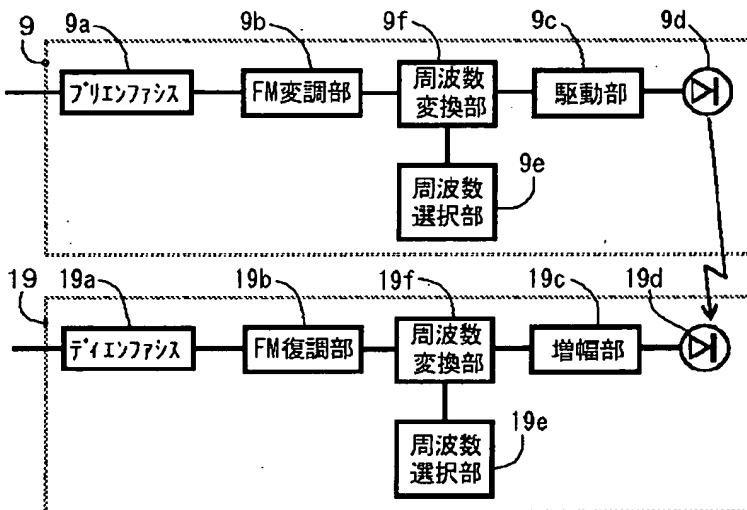 9
9a
9b
9f
9c
9d
プリエンファシス
FM変調部
周波数
変換部
駆動部
9e
周波数
選択部
19
19a
19b
19f
19c
19d
ディエンファシス
FM復調部
周波数
変換部
増幅部
19e
周波数
選択部